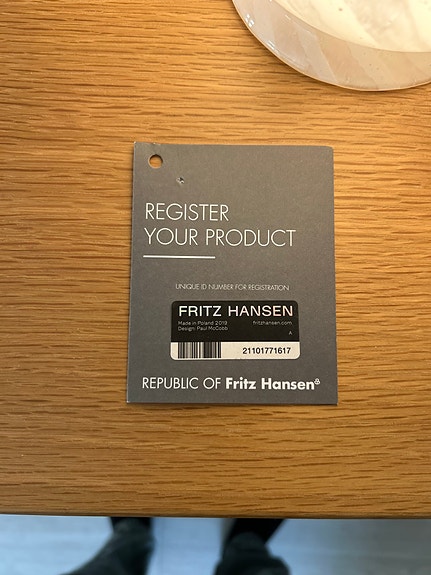 REGISTER
YOUR PRODUCT
UNIQUE ID NUMBER FOR REGISTRATION
FRITZ HANSEN
Made in Poland 2019 fritzhansen.com
Design: Paul McCobb
A
21101771617
REPUBLIC OF Fritz Hansen